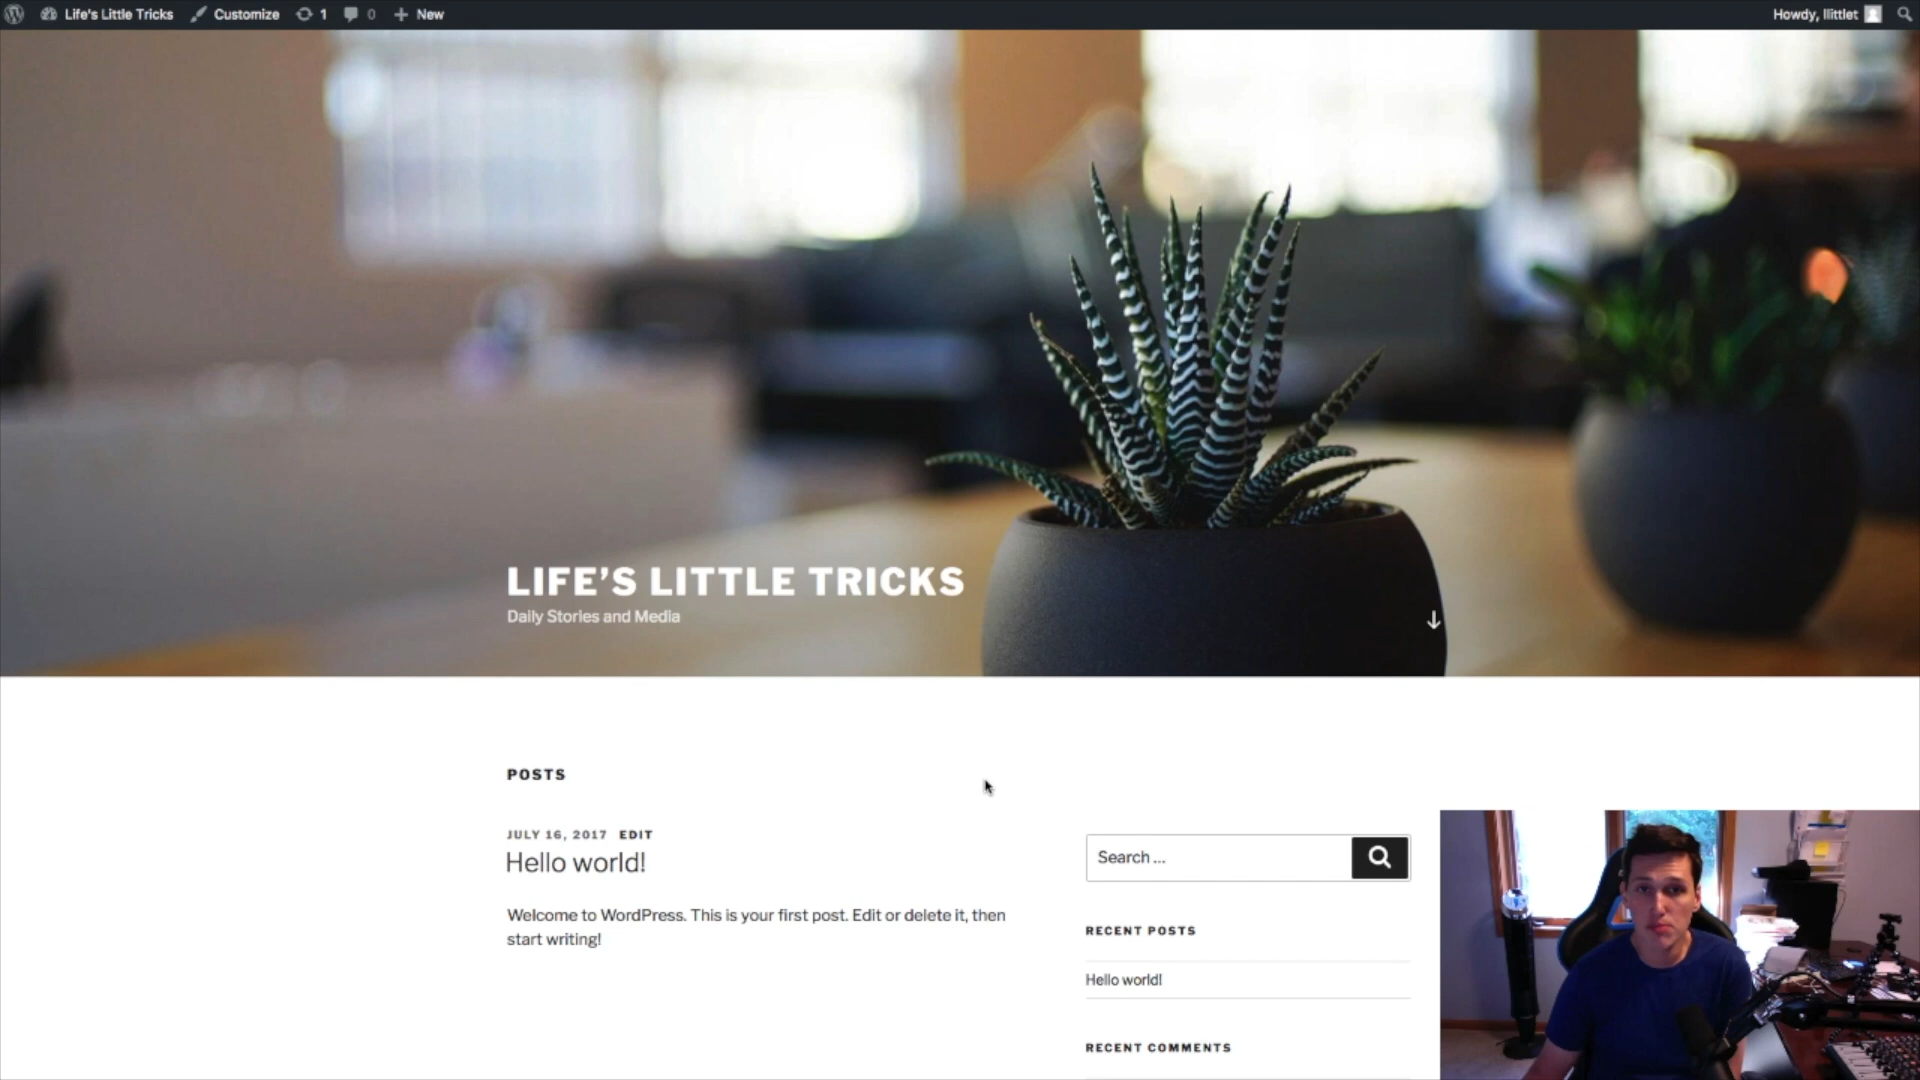 Life's Little Tricks Customize 1 0 + New Howdy, llittlet
LIFE'S LITTLE TRICKS
Daily Stories and Media
POSTS
JULY 16, 2017 EDIT
Hello world!
Welcome to WordPress. This is your first post. Edit or delete it, then
start writing!
Search ...
RECENT POSTS
Hello world!
RECENT COMMENTS